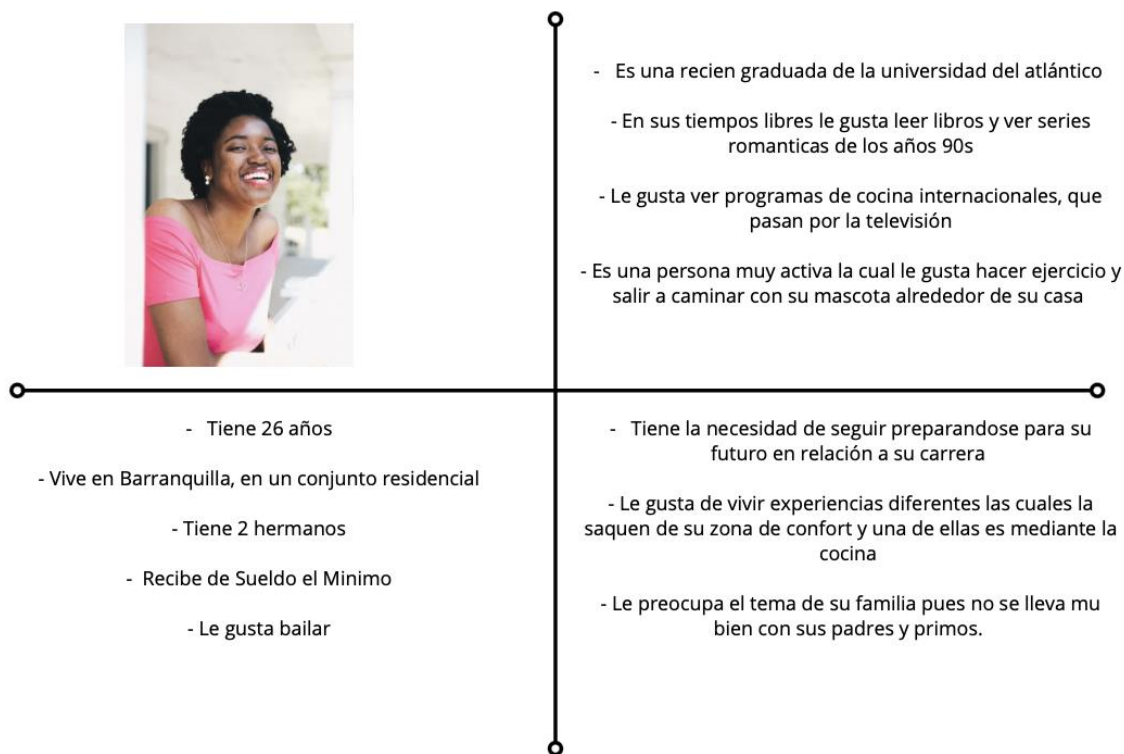 - Es una recien graduada de la universidad del atlántico
- En sus tiempos libres le gusta leer libros y ver series
romanticas de los años 90s
- Le gusta ver programas de cocina internacionales, que
pasan por la televisión
- Es una persona muy activa la cual le gusta hacer ejercicio y
salir a caminar con su mascota alrededor de su casa
- Tiene 26 años
- Vive en Barranquilla, en un conjunto residencial
- Tiene 2 hermanos
- Recibe de Sueldo el Minimo
- Le gusta bailar
- Tiene la necesidad de seguir preparandose para su
futuro en relación a su carrera
- Le gusta de vivir experiencias diferentes las cuales la
saquen de su zona de confort y una de ellas es mediante la
cocina
- Le preocupa el tema de su familia pues no se lleva mu
bien con sus padres y primos.